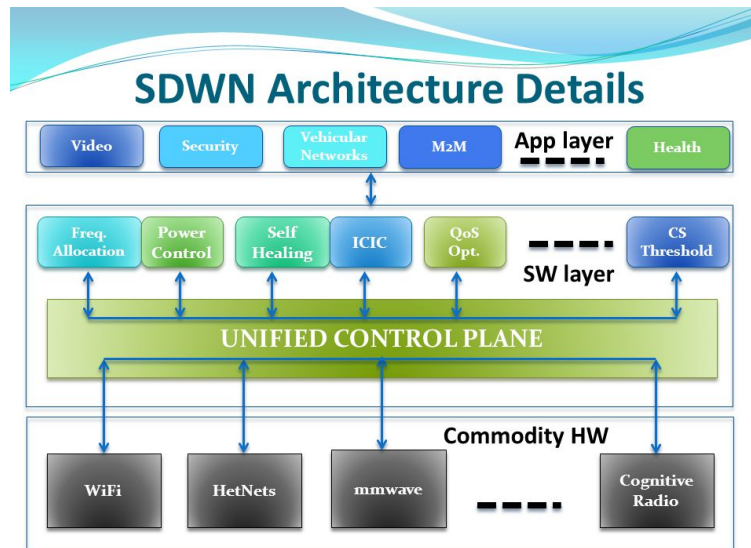 SDWN Architecture Details
Video
Security
Vehicular
Networks
M2M
App layer
Health
Freq.
Allocation
Power
Control
Self
Healing
ICIC
QoS
Opt.
SW layer
CS
Threshold
UNIFIED CONTROL PLANE
Commodity HW
WiFi
HetNets
mmwave
Cognitive
Radio